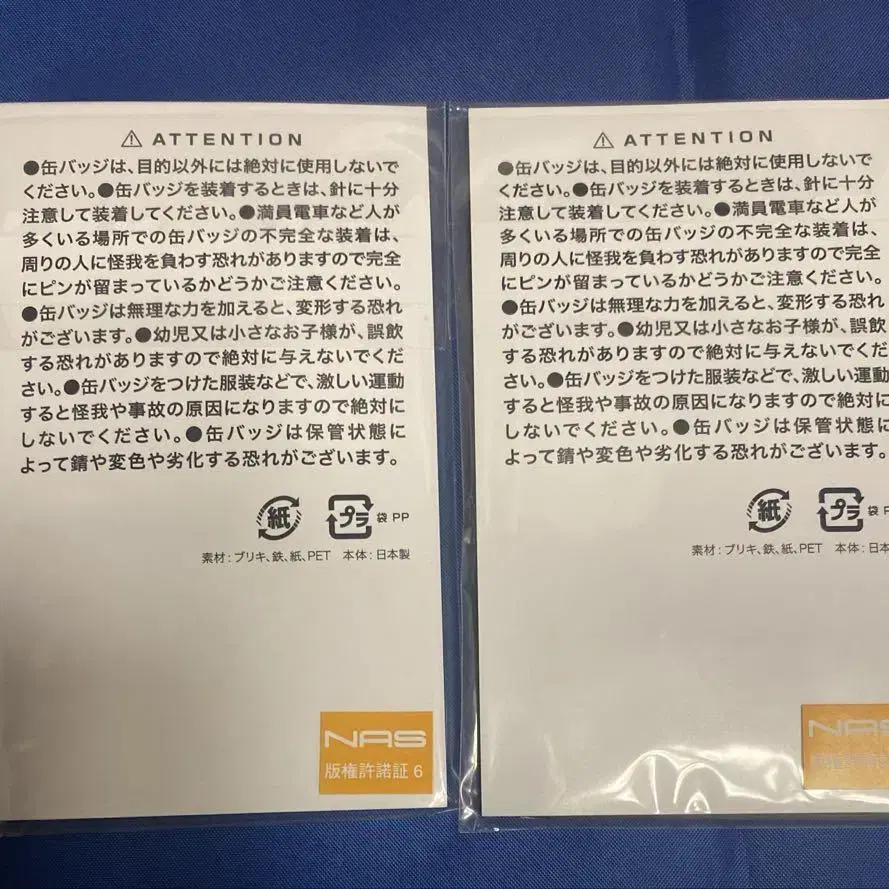 ATTENTION
●缶バッジは、目的以外には絶対に使用しないで
ください。●缶バッジを装着するときは、針に十分
注意して装着してください。●満員電車など人が
多くいる場所での缶バッジの不完全な装着は、
周りの人に怪我を負わす恐れがありますので完全
にピンが留まっているかどうかご注意ください。
●缶バッジは無理な力を加えると、変形する恐れ
がございます。●幼児又は小さなお子様が、誤飲
する恐れがありますので絶対に与えないでくだ
さい。●缶バッジをつけた服装などで、激しい運動
すると怪我や事故の原因になりますので絶対に
しないでください。●缶バッジは保管状態に
よって錆や変色や劣化する恐れがございます。
紙 プラ 袋 PP
素材:ブリキ、鉄、紙、PET 本体:日本製
NAS
版権許諾証 6
ATTENTION
●缶バッジは、目的以外には絶対に使用しないで
ください。●缶バッジを装着するときは、針に十分
注意して装着してください。●満員電車など人が
多くいる場所での缶バッジの不完全な装着は、
周りの人に怪我を負わす恐れがありますので完全
にピンが留まっているかどうかご注意ください。
●缶バッジは無理な力を加えると、変形する恐れ
がございます。●幼児又は小さなお子様が、誤飲
する恐れがありますので絶対に与えないでくだ
さい。●缶バッジをつけた服装などで、激しい運動
すると怪我や事故の原因になりますので絶対に
しないでください。●缶バッジは保管状態に
よって錆や変色や劣化する恐れがございます。
紙 プラ 袋 P
素材:ブリキ、鉄、紙、PET 本体:日本
NAS